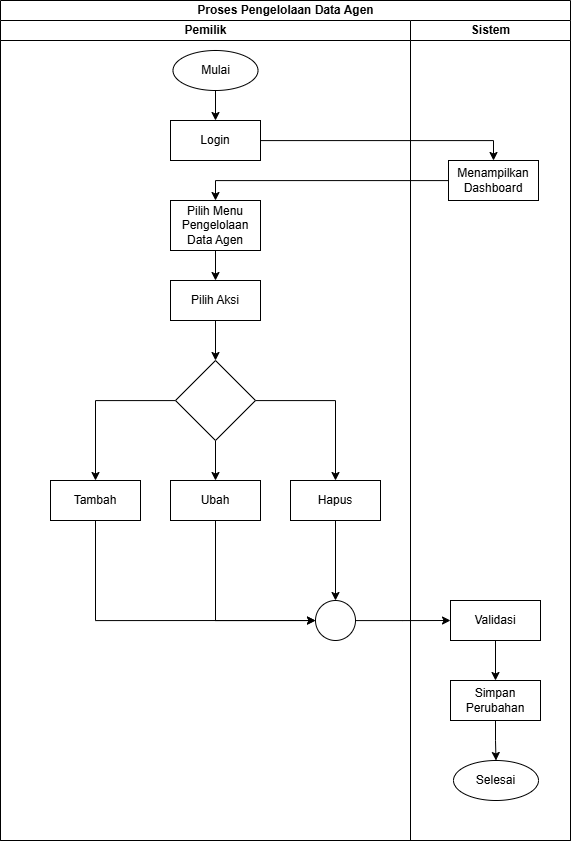 Proses Pengelolaan Data Agen
Pemilik
Sistem
Mulai
Login
Menampilkan
Dashboard
Pilih Menu
Pengelolaan
Data Agen
Pilih Aksi
Tambah
Ubah
Hapus
Validasi
Simpan
Perubahan
Selesai